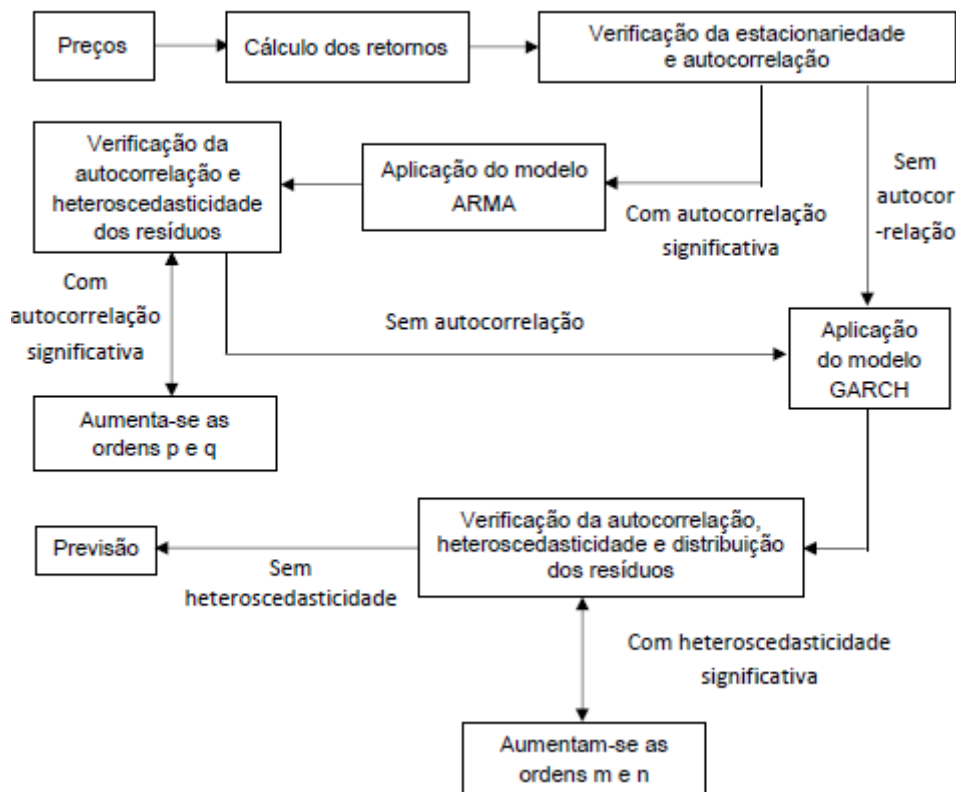 Preços
Cálculo dos retornos
Verificação da estacionariedade
e autocorrelação
Verificação da
autocorrelação e
heteroscedasticidade
dos resíduos
Aplicação do modelo
ARMA
Com autocorrelação
significativa
Sem
autocor
-relação
Com
autocorrelação
significativa
Sem autocorrelação
Aplicação
do modelo
GARCH
Aumenta-se as
ordens p e q
Verificação da autocorrelação,
heteroscedasticidade e distribuição
dos resíduos
Previsão
Sem
heteroscedasticidade
Com heteroscedasticidade
significativa
Aumentam-se as
ordens m e n